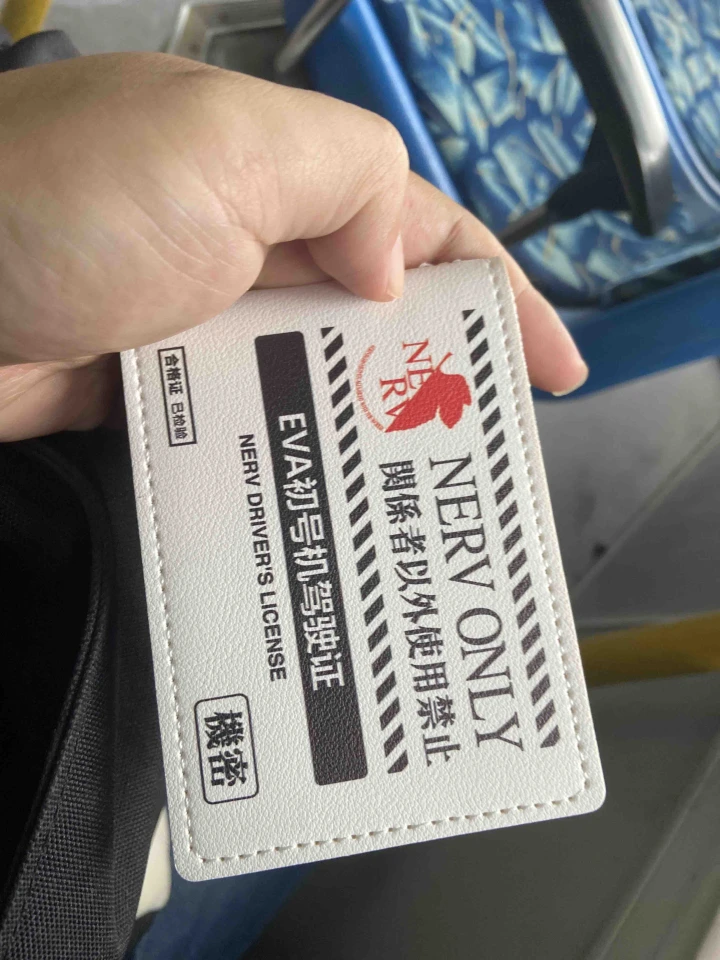 NERV
NERV ONLY
関係者以外使用禁止
EVA初号机驾驶证
NERV DRIVER'S LICENSE
合格证 已检验
機密